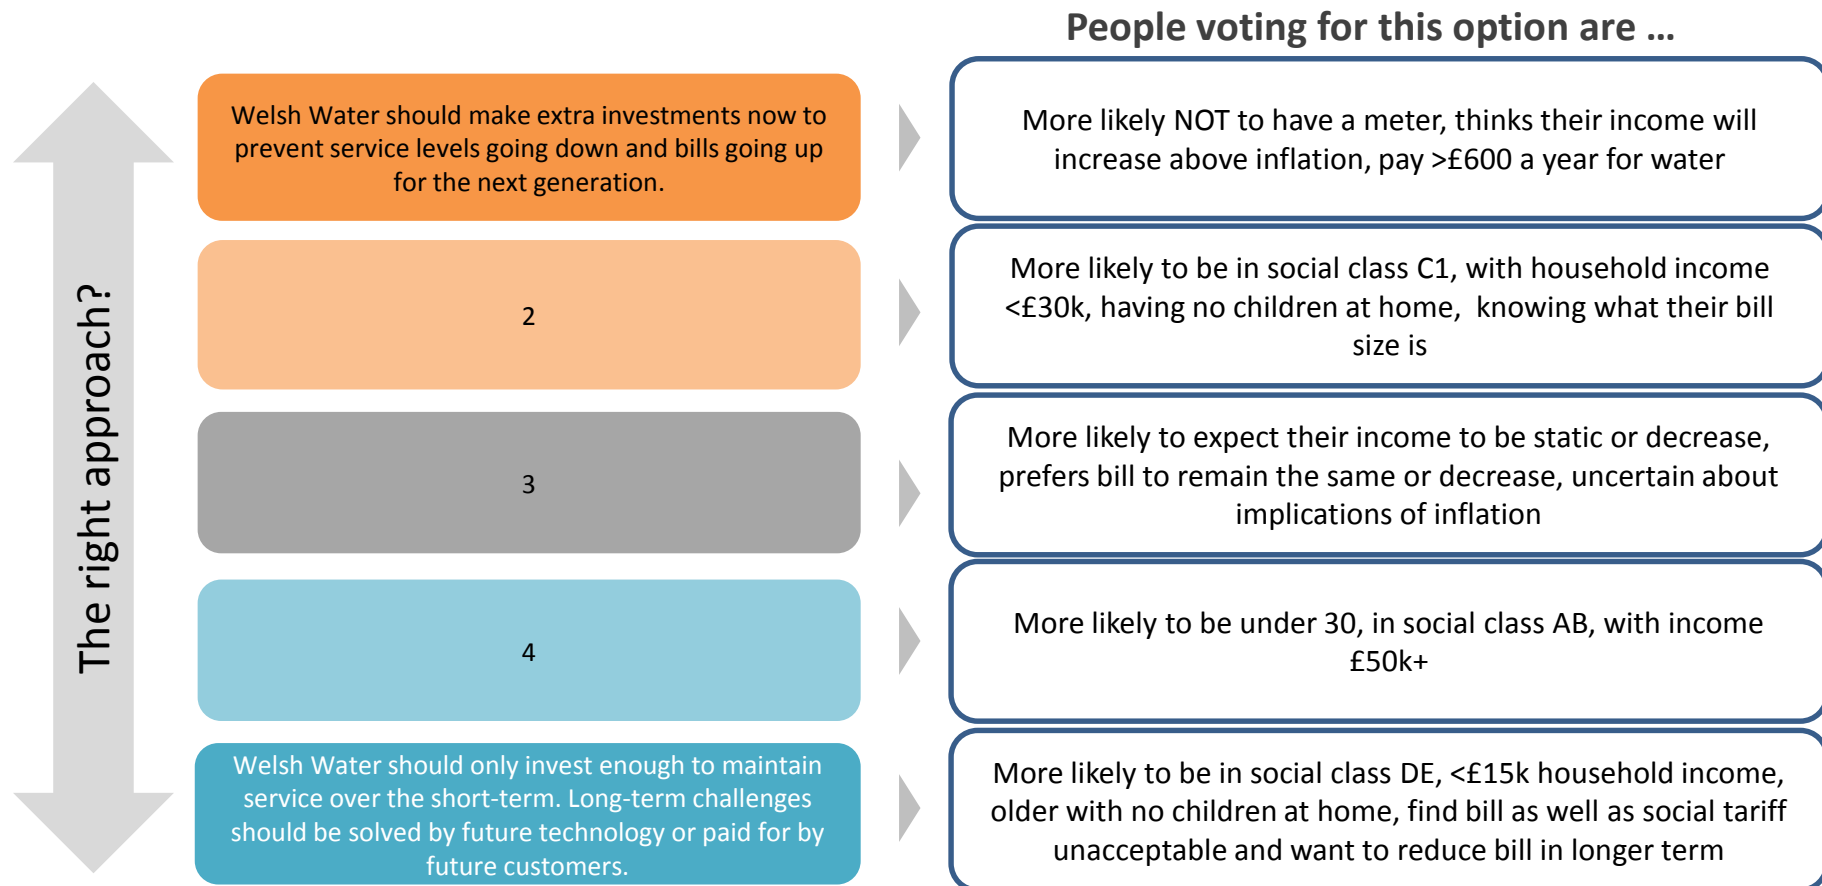 People voting for this option are ...
The right approach?
Welsh Water should make extra investments now to
prevent service levels going down and bills going up
for the next generation.
More likely NOT to have a meter, thinks their income will
increase above inflation, pay >£600 a year for water
2
More likely to be in social class C1, with household income
<£30k, having no children at home, knowing what their bill
size is
3
More likely to expect their income to be static or decrease,
prefers bill to remain the same or decrease, uncertain about
implications of inflation
4
More likely to be under 30, in social class AB, with income
£50k+
Welsh Water should only invest enough to maintain
service over the short-term. Long-term challenges
should be solved by future technology or paid for by
future customers.
More likely to be in social class DE, <£15k household income,
older with no children at home, find bill as well as social tariff
unacceptable and want to reduce bill in longer term